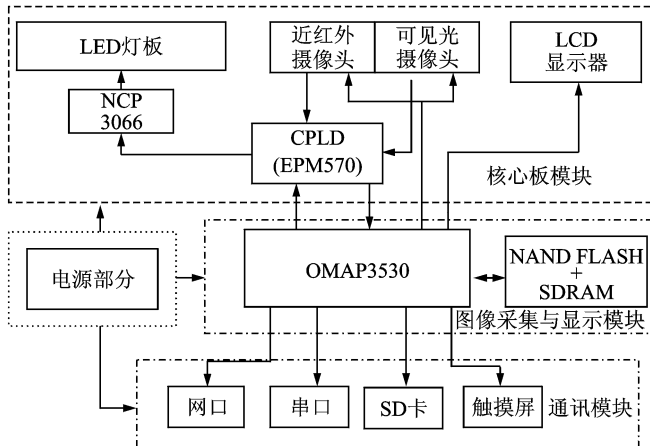 LED灯板
近红外
摄像头
可见光
摄像头
LCD
显示器
NCP
3066
CPLD
(EPM570)
核心板模块
电源部分
OMAP3530
NAND FLASH
+
SDRAM
图像采集与显示模块
网口
串口
SD卡
触摸屏
通讯模块